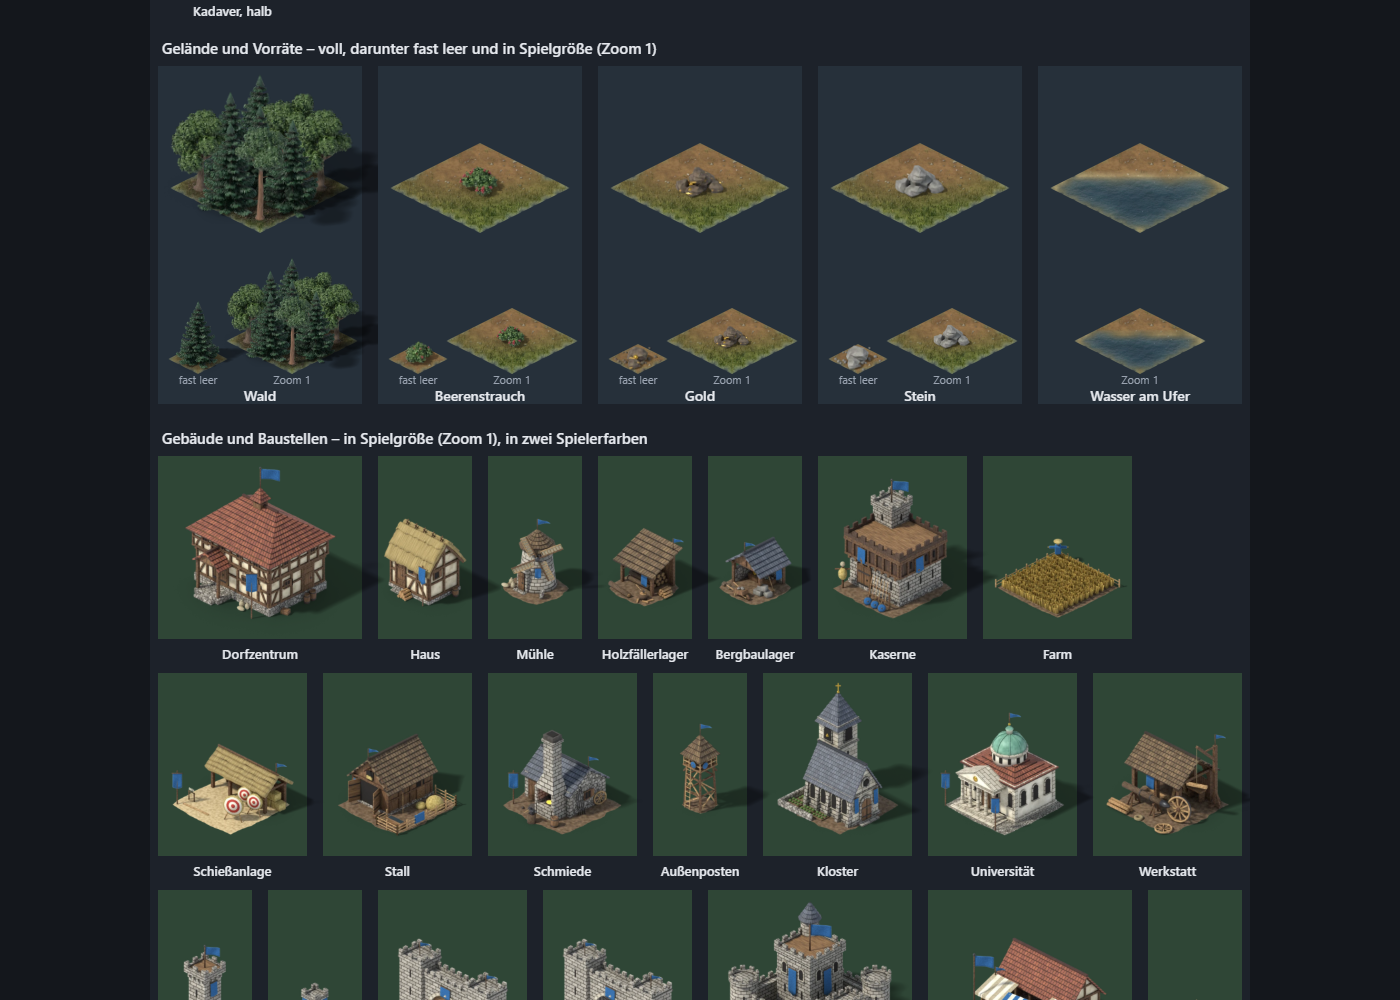 Kadaver, halb
Gelände und Vorräte – voll, darunter fast leer und in Spielgröße (Zoom 1)
fast leer
Zoom 1
Wald
fast leer
Zoom 1
Beerenstrauch
fast leer
Zoom 1
Gold
fast leer
Zoom 1
Stein
Zoom 1
Wasser am Ufer
Gebäude und Baustellen – in Spielgröße (Zoom 1), in zwei Spielerfarben
Dorfzentrum
Haus
Mühle
Holzfällerlager
Bergbaulager
Kaserne
Farm
Schießanlage
Stall
Schmiede
Außenposten
Kloster
Universität
Werkstatt